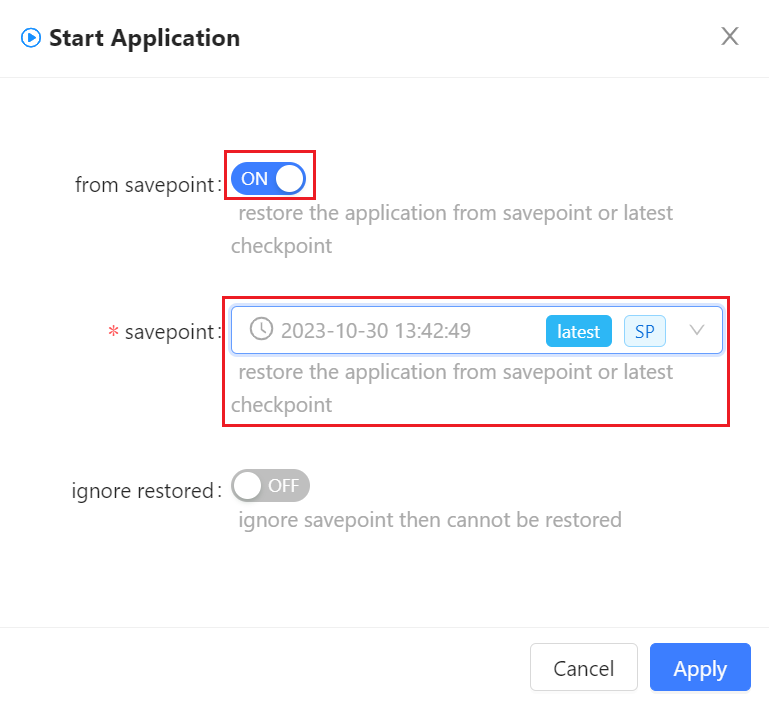 Start Application
from savepoint: ON
restore the application from savepoint or latest
checkpoint
* savepoint: 2023-10-30 13:42:49 latest SP
restore the application from savepoint or latest
checkpoint
ignore restored: OFF
ignore savepoint then cannot be restored
Cancel Apply